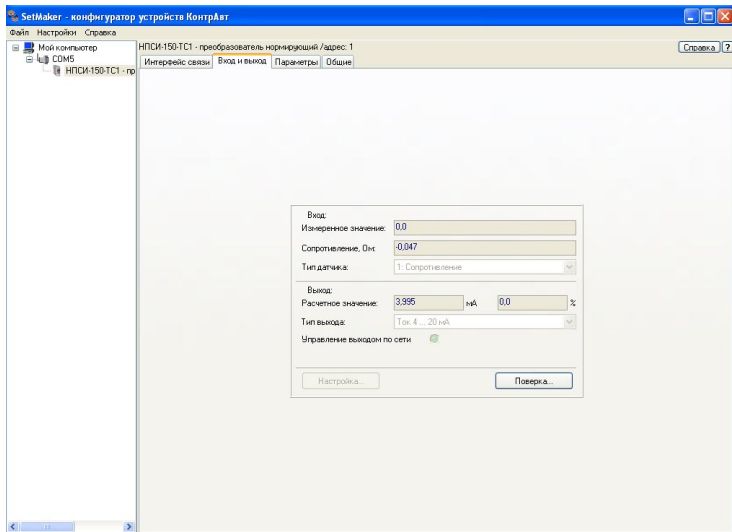 SetMaker - конфигуратор устройств КонтрАвт
Файл Настройки Справка
Мой компьютер
COM5
НПСИ-150-ТС1 - пр
НПСИ-150-ТС1 - преобразователь нормирующий /адрес: 1
Справка ?
Интерфейс связи Вход и выход Параметры Общие
Вход:
Измеренное значение: 0,0
Сопротивление, Ом: -0,047
Тип датчика: 1: Сопротивление
Выход:
Расчетное значение: 3,995 мА 0,0 %
Тип выхода: Ток 4 ... 20 мА
Управление выходом по сети
Настройка... Поверка...